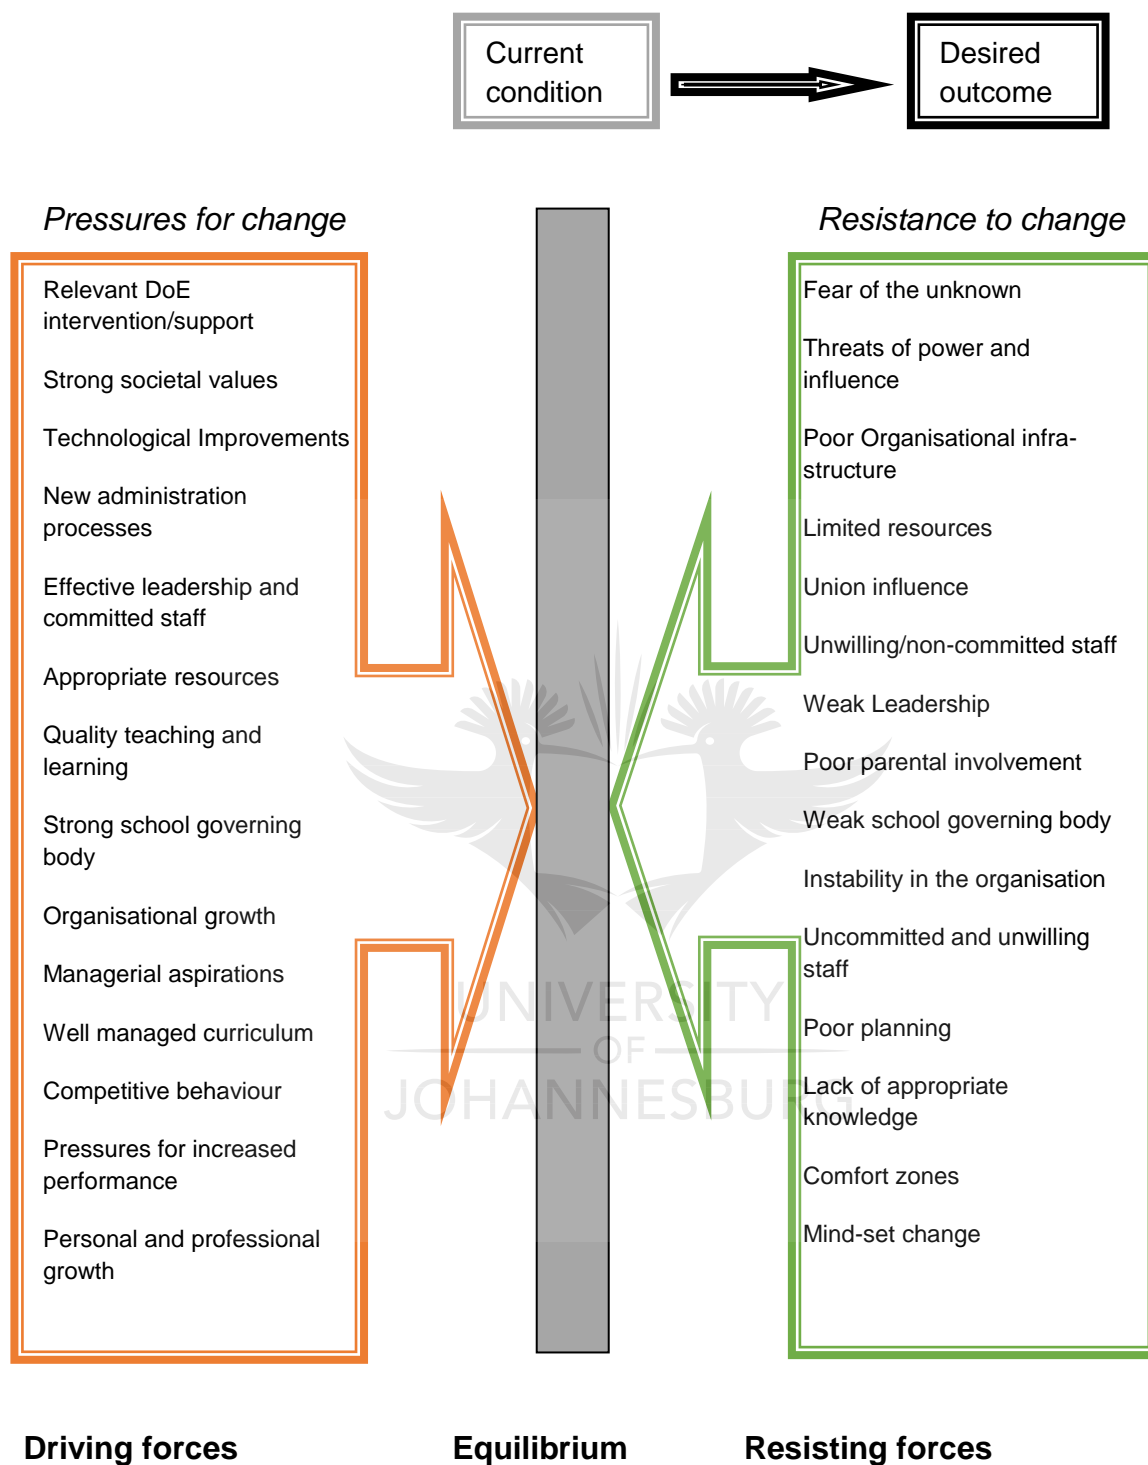 Current
condition
Desired
outcome
Pressures for change
Resistance to change
Relevant DoE
intervention/support
Strong societal values
Technological Improvements
New administration
processes
Effective leadership and
committed staff
Appropriate resources
Quality teaching and
learning
Strong school governing
body
Organisational growth
Managerial aspirations
Well managed curriculum
Competitive behaviour
Pressures for increased
performance
Personal and professional
growth
Fear of the unknown
Threats of power and
influence
Poor Organisational infra-
structure
Limited resources
Union influence
Unwilling/non-committed staff
Weak Leadership
Poor parental involvement
Weak school governing body
Instability in the organisation
Uncommitted and unwilling
staff
Poor planning
Lack of appropriate
knowledge
Comfort zones
Mind-set change
UNIVERSITY
OF
JOHANNESBURG
Driving forces
Equilibrium
Resisting forces